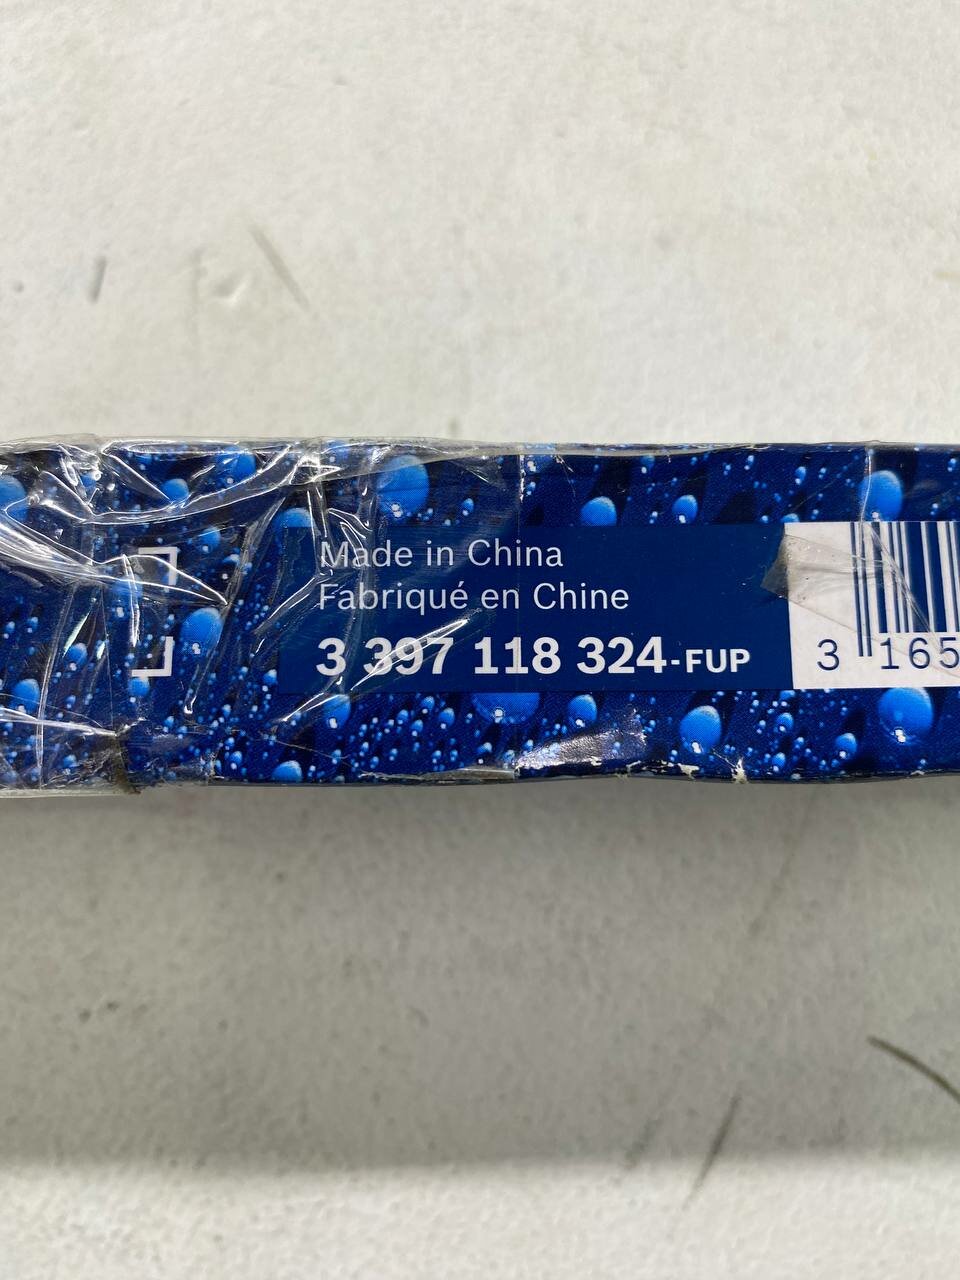 Made in China
Fabriqué en Chine
3 397 118 324-FUP
3 165